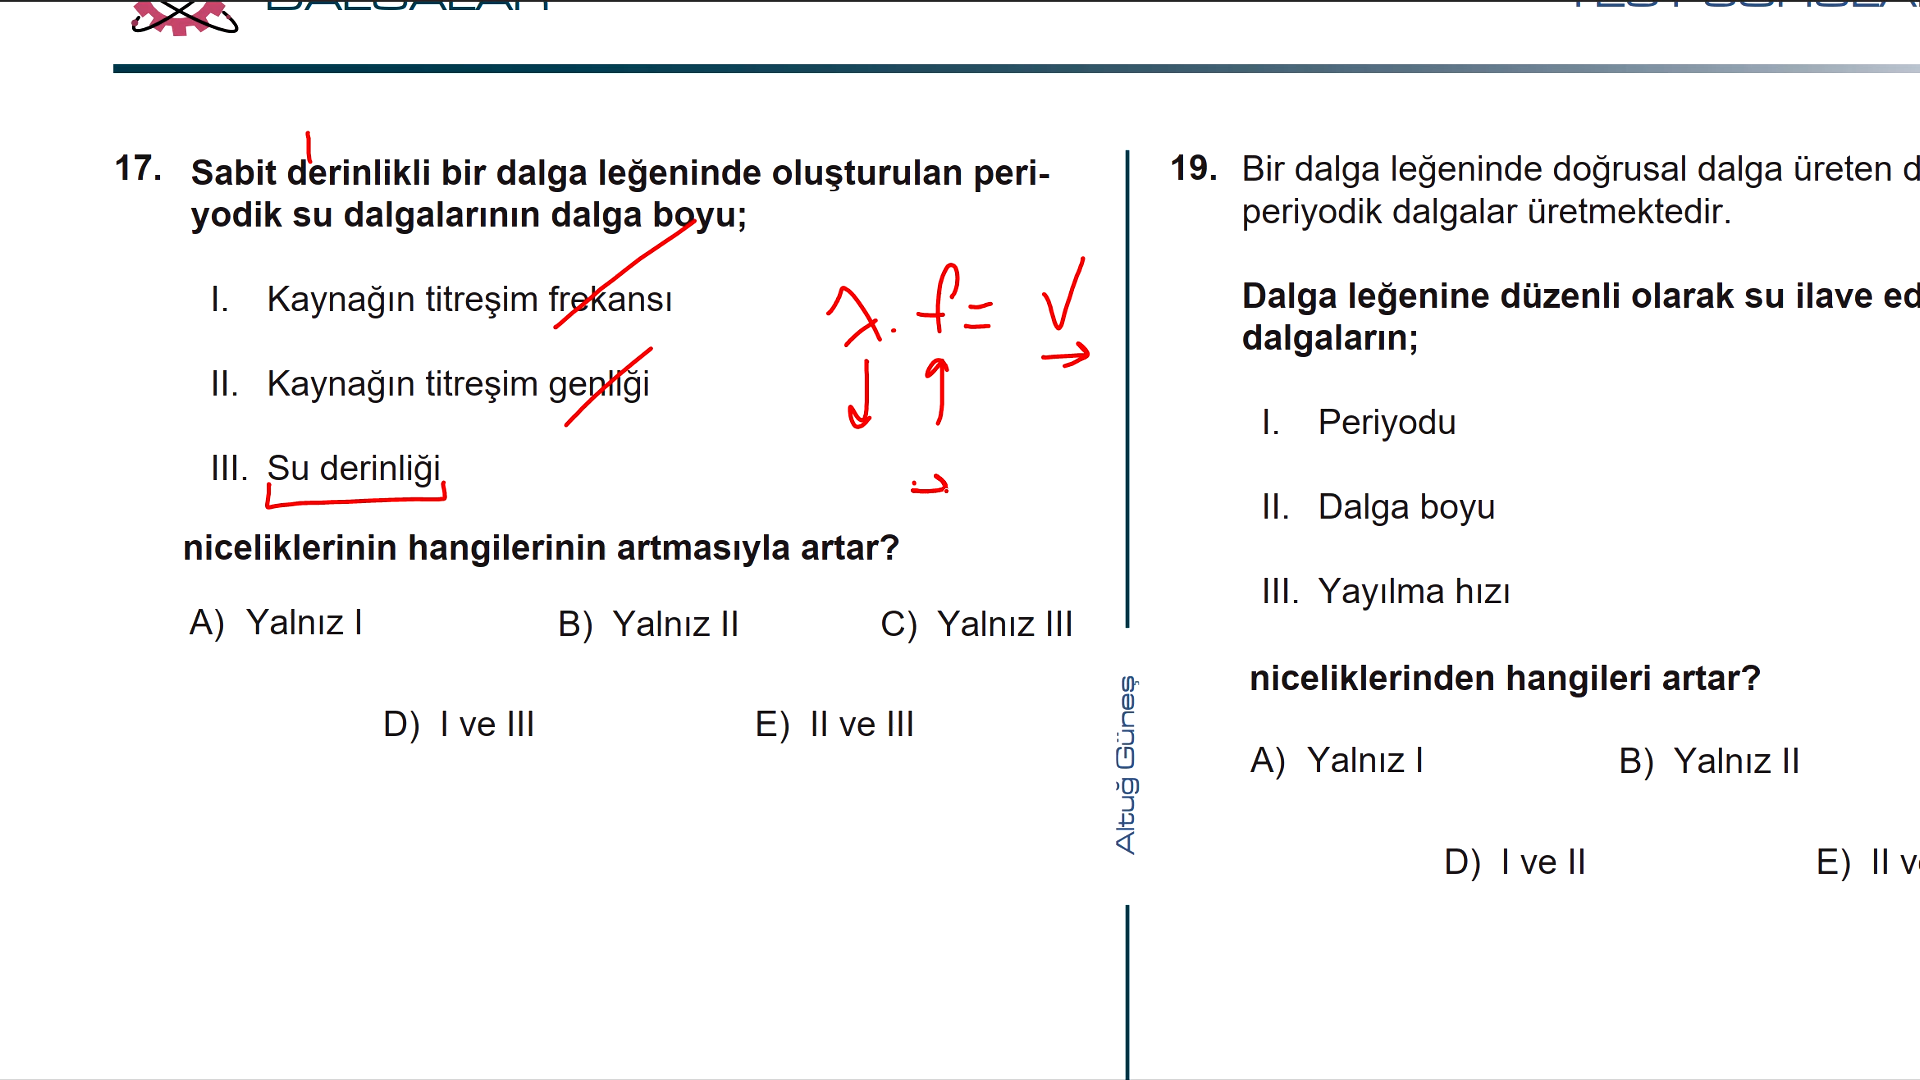 DALGALAR
17. Sabit derinlikli bir dalga leğeninde oluşturulan peri-
yodik su dalgalarının dalga boyu;
I. Kaynağın titreşim frekansı
II. Kaynağın titreşim genliği
III. Su derinliği
λ . f = V
niceliklerinin hangilerinin artmasıyla artar?
A) Yalnız I
B) Yalnız II
C) Yalnız III
D) I ve III
E) II ve III
Altuğ Güneş
19. Bir dalga leğeninde doğrusal dalga üreten d
periyodik dalgalar üretmektedir.
Dalga leğenine düzenli olarak su ilave ed
dalgaların;
I. Periyodu
II. Dalga boyu
III. Yayılma hızı
niceliklerinden hangileri artar?
A) Yalnız I
B) Yalnız II
D) I ve II
E) II v